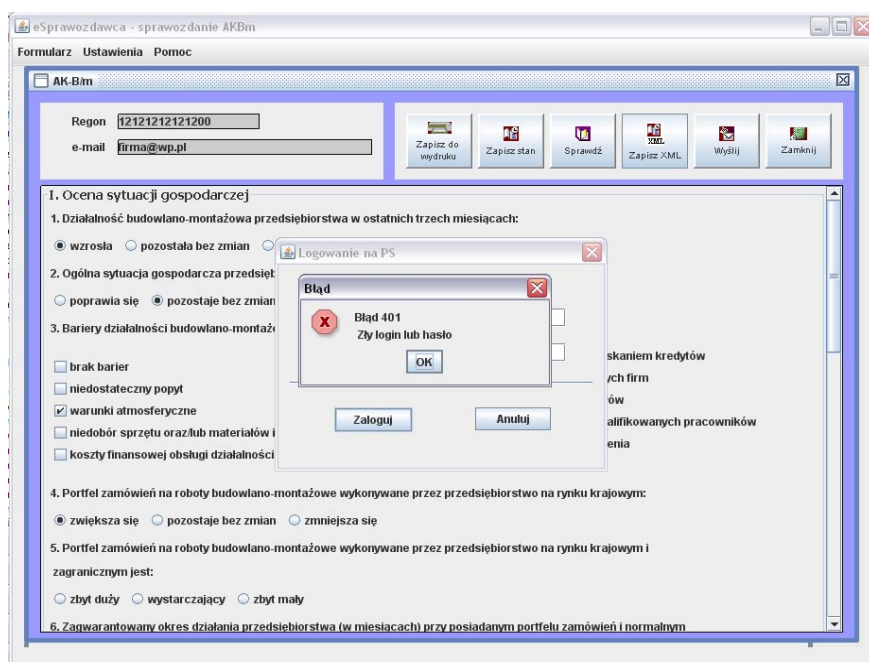 eSprawozdawca - sprawozdanie AKBm
Formularz Ustawienia Pomoc
AK-B/m
Regon 12121212121200
e-mail firma@wp.pl
Zapisz do wydruku
Zapisz stan
Sprawdź
XML
Zapisz XML
Wyślij
Zamknij
I. Ocena sytuacji gospodarczej
1. Działalność budowlano-montażowa przedsiębiorstwa w ostatnich trzech miesiącach:
wzrosła pozostała bez zmian
2. Ogólna sytuacja gospodarcza przedsięb
poprawia się pozostaje bez zmian
3. Bariery działalności budowlano-montaż
brak barier
niedostateczny popyt
warunki atmosferyczne
niedobór sprzętu oraz/lub materiałów i
koszty finansowej obsługi działalności
skaniem kredytów
ych firm
ów
alifikowanych pracowników
enia
Logowanie na PS
Błąd
Błąd 401
Zły login lub hasło
OK
Zaloguj Anuluj
4. Portfel zamówień na roboty budowlano-montażowe wykonywane przez przedsiębiorstwo na rynku krajowym:
zwiększa się pozostaje bez zmian zmniejsza się
5. Portfel zamówień na roboty budowlano-montażowe wykonywane przez przedsiębiorstwo na rynku krajowym i
zagranicznym jest:
zbyt duży wystarczający zbyt mały
6. Zagwarantowany okres działania przedsiębiorstwa (w miesiącach) przy posiadanym portfelu zamówień i normalnym